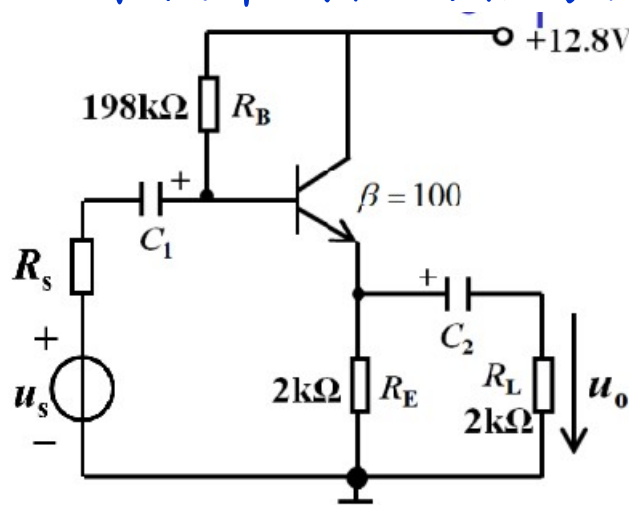 +12.8V
198kΩ R_B
+
β = 100
C_1
R_s
+
C_2
+
u_s
2kΩ R_E
R_L
2kΩ
u_o
−